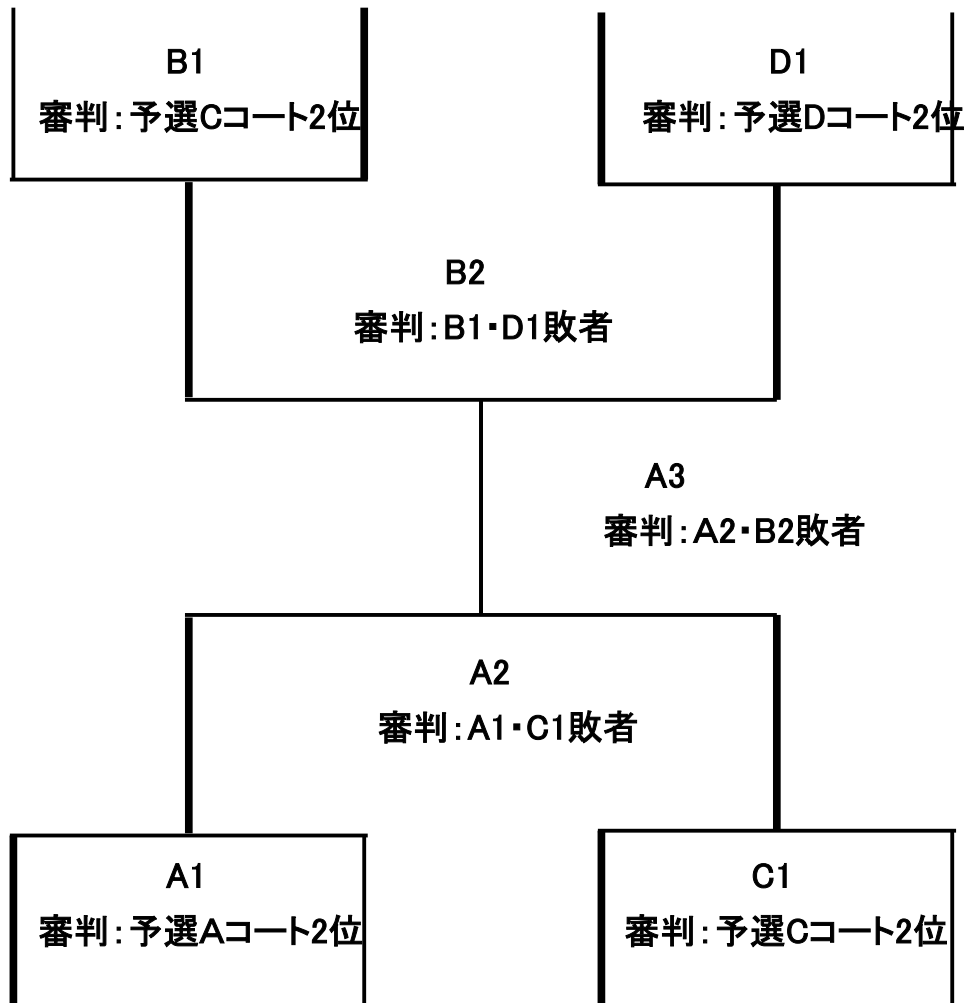 B1
審判:予選Cコート2位
D1
審判:予選Dコート2位
B2
審判:B1・D1敗者
A3
審判:A2・B2敗者
A2
審判:A1・C1敗者
A1
審判:予選Aコート2位
C1
審判:予選Cコート2位